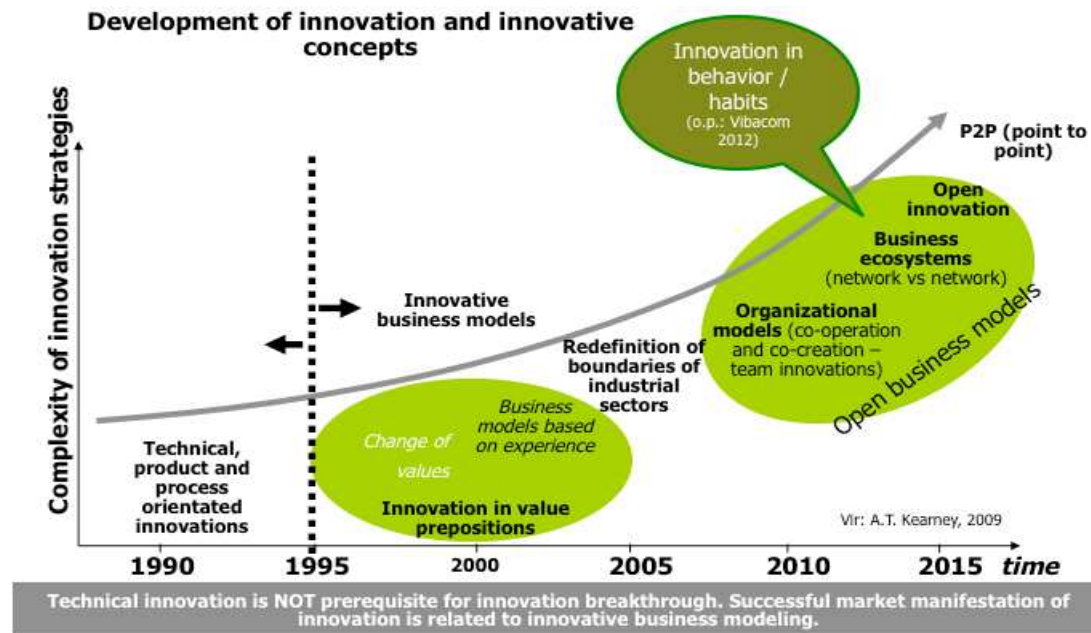 Development of innovation and innovative
concepts
Innovation in
behavior /
habits
(o.p.: Vibacom
2012)
P2P (point to
point)
Open
innovation
Business
ecosystems
(network vs network)
Organizational
models (co-operation
and co-creation –
team innovations)
Open business models
Complexity of innovation strategies
Innovative
business models
Redefinition of
boundaries of
industrial
sectors
Technical,
product and
process
orientated
innovations
Change of
values
Business
models based
on experience
Innovation in value
prepositions
Vir: A.T. Kearney, 2009
1990 1995 2000 2005 2010 2015 time
Technical innovation is NOT prerequisite for innovation breakthrough. Successful market manifestation of
innovation is related to innovative business modeling.